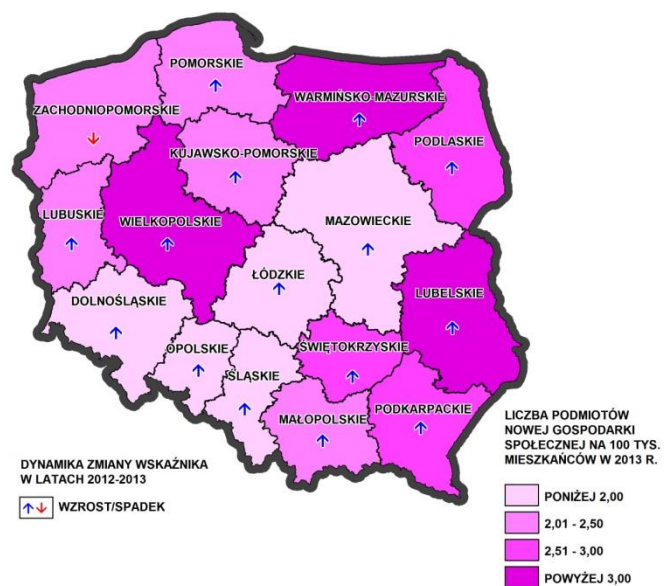 POMORSKIE
WARMIŃSKO-MAZURSKIE
ZACHODNIOPOMORSKIE
PODLASKIE
KUJAWSKO-POMORSKIE
LUBUSKIE
WIELKOPOLSKIE
MAZOWIECKIE
ŁÓDZKIE
DOLNOŚLĄSKIE
LUBELSKIE
OPOLSKIE
ŚWIĘTOKRZYSKIE
ŚLĄSKIE
MAŁOPOLSKIE
PODKARPACKIE
DYNAMIKA ZMIANY WSKAŹNIKA
W LATACH 2012-2013
WZROST/SPADEK
LICZBA PODMIOTÓW
NOWEJ GOSPODARKI
SPOŁECZNEJ NA 100 TYS.
MIESZKAŃCÓW W 2013 R.
PONIŻEJ 2,00
2,01 - 2,50
2,51 - 3,00
POWYŻEJ 3,00